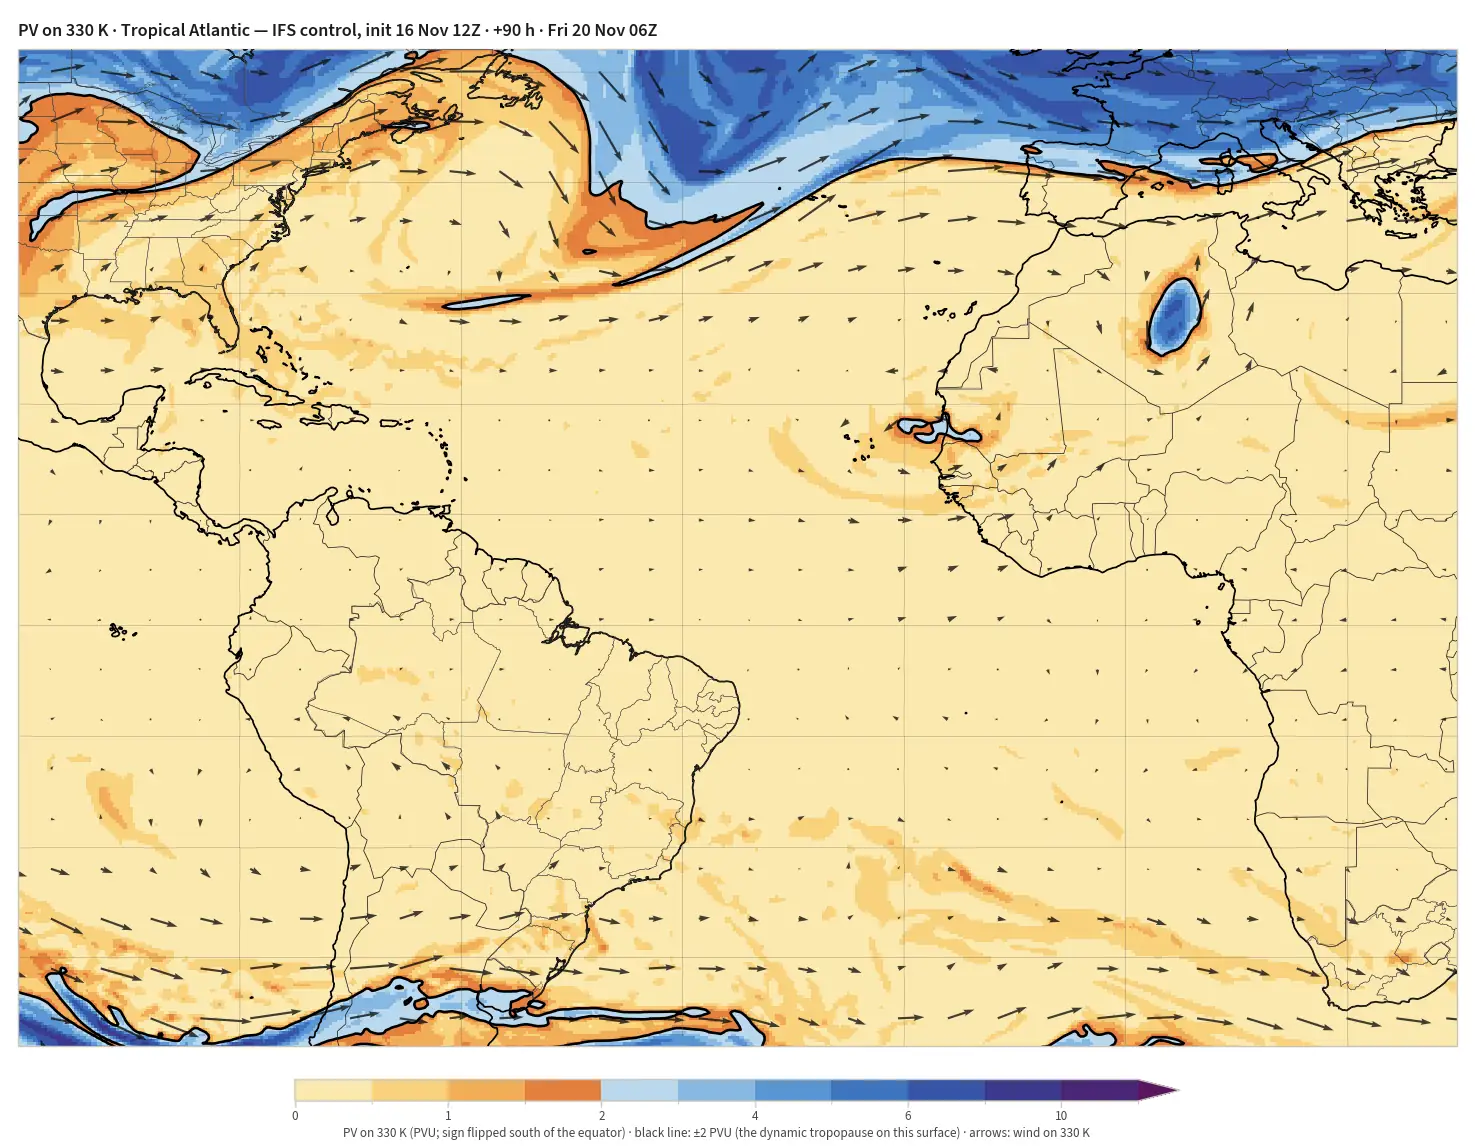 PV on 330 K · Tropical Atlantic — IFS control, init 16 Nov 12Z · +90 h · Fri 20 Nov 06Z
0 1 2 4 6 10
PV on 330 K (PVU; sign flipped south of the equator) · black line: ±2 PVU (the dynamic tropopause on this surface) · arrows: wind on 330 K